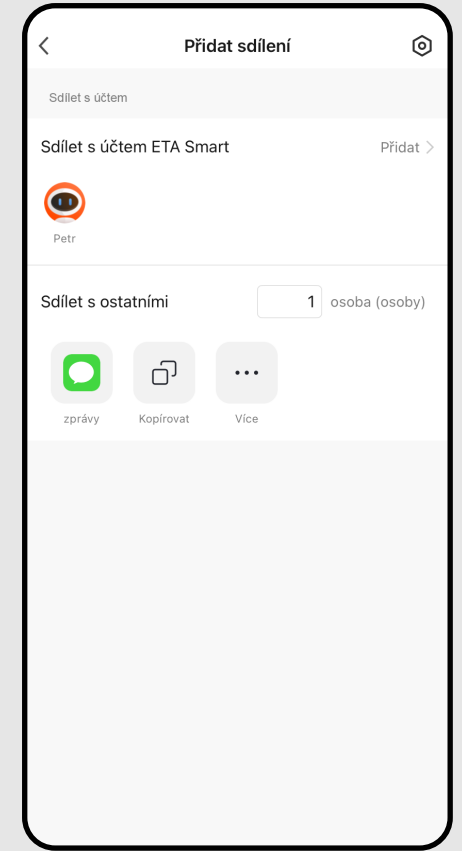 Přidat sdílení
Sdílet s účtem
Sdílet s účtem ETA Smart
Přidat
Petr
Sdílet s ostatními
1
osoba (osoby)
zprávy
Kopírovat
Více